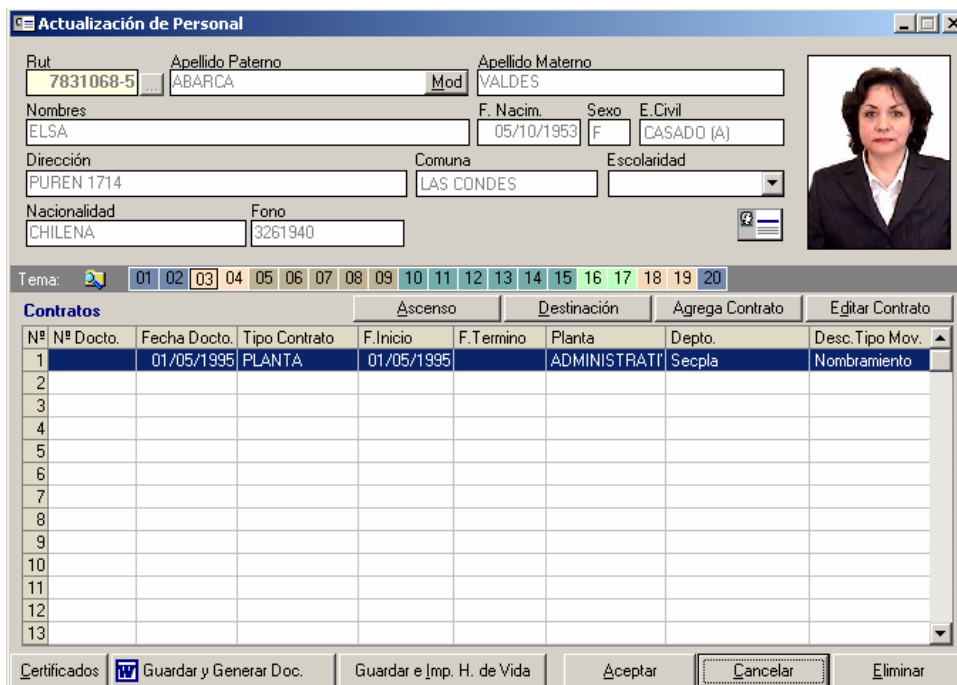 Actualización de Personal
Rut Apellido Paterno Apellido Materno
7831068-5 ... ABARCA Mod VALDES
Nombres F. Nacim. Sexo E.Civil
ELSA 05/10/1953 F CASADO (A)
Dirección Comuna Escolaridad
PUREN 1714 LAS CONDES
Nacionalidad Fono
CHILENA 3261940
Tema: 01 02 03 04 05 06 07 08 09 10 11 12 13 14 15 16 17 18 19 20
Contratos Ascenso Destinación Agrega Contrato Editar Contrato
Nº Nº Docto. Fecha Docto. Tipo Contrato F.Inicio F.Termino Planta Depto. Desc.Tipo Mov.
1 01/05/1995 PLANTA 01/05/1995 ADMINISTRATI Secpla Nombramiento
2
3
4
5
6
7
8
9
10
11
12
13
Certificados W Guardar y Generar Doc. Guardar e Imp. H. de Vida Aceptar Cancelar Eliminar